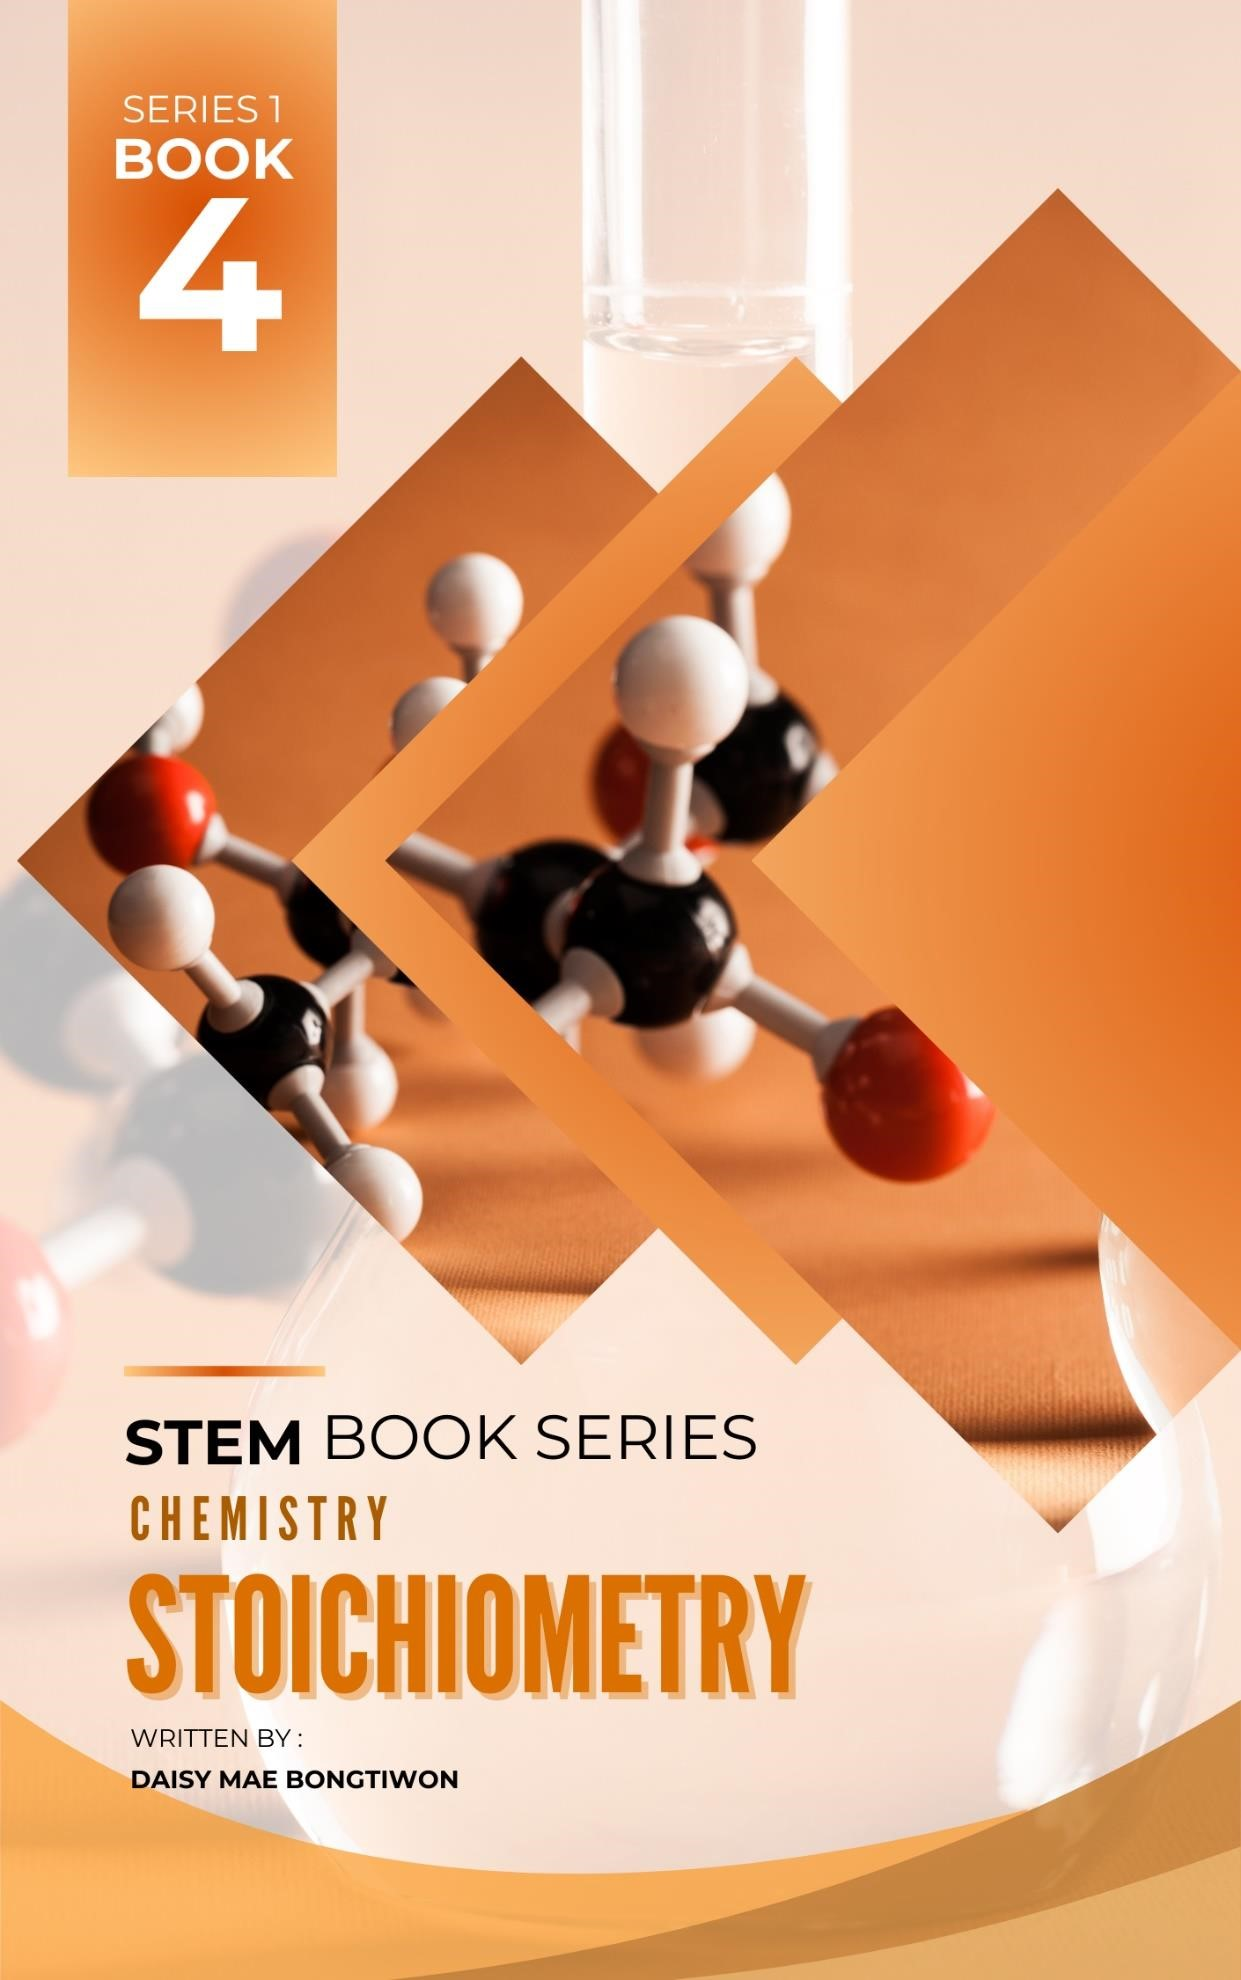 SERIES 1
BOOK
4
STEM BOOK SERIES
CHEMISTRY
STOICHIOMETRY
WRITTEN BY :
DAISY MAE BONGTIWON